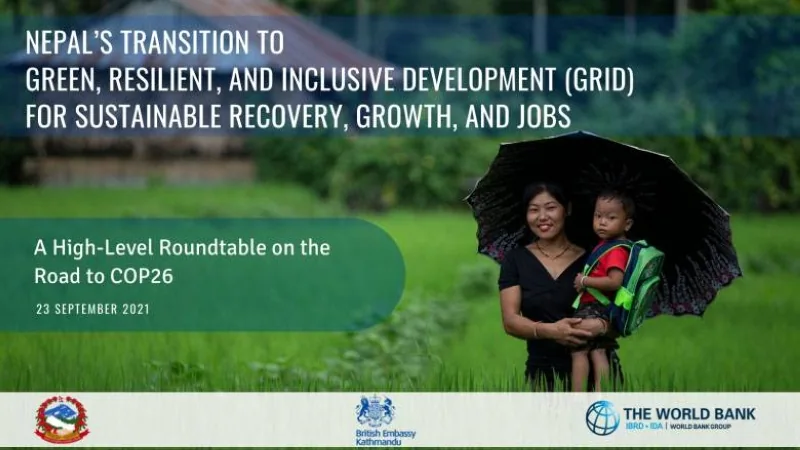 NEPAL'S TRANSITION TO
GREEN, RESILIENT, AND INCLUSIVE DEVELOPMENT (GRID)
FOR SUSTAINABLE RECOVERY, GROWTH, AND JOBS
A High-Level Roundtable on the
Road to COP26
23 SEPTEMBER 2021
British Embassy
Kathmandu
THE WORLD BANK
IBRD • IDA | WORLD BANK GROUP